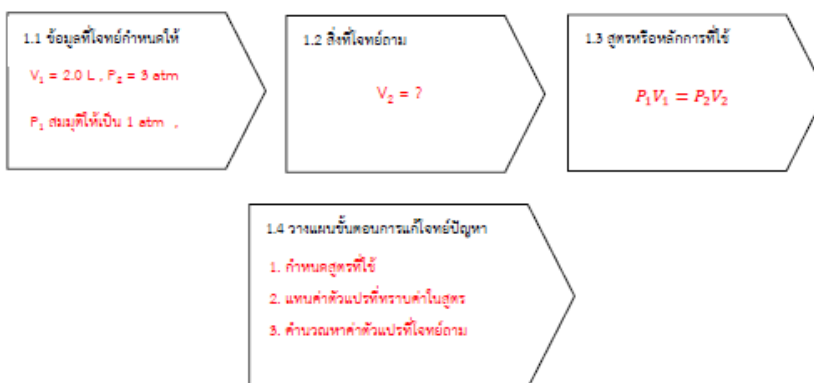 1.1 ข้อมูลที่โจทย์กำหนดให้
V₁ = 2.0 L , P₂ = 3 atm
P₁ สมมุติให้เป็น 1 atm ,
1.2 สิ่งที่โจทย์ถาม
V₂ = ?
1.3 สูตรหรือหลักการที่ใช้
P₁V₁ = P₂V₂
1.4 วางแผนขั้นตอนการแก้โจทย์ปัญหา
1. กำหนดสูตรที่ใช้
2. แทนค่าตัวแปรที่ทราบค่าในสูตร
3. คำนวณหาค่าตัวแปรที่โจทย์ถาม